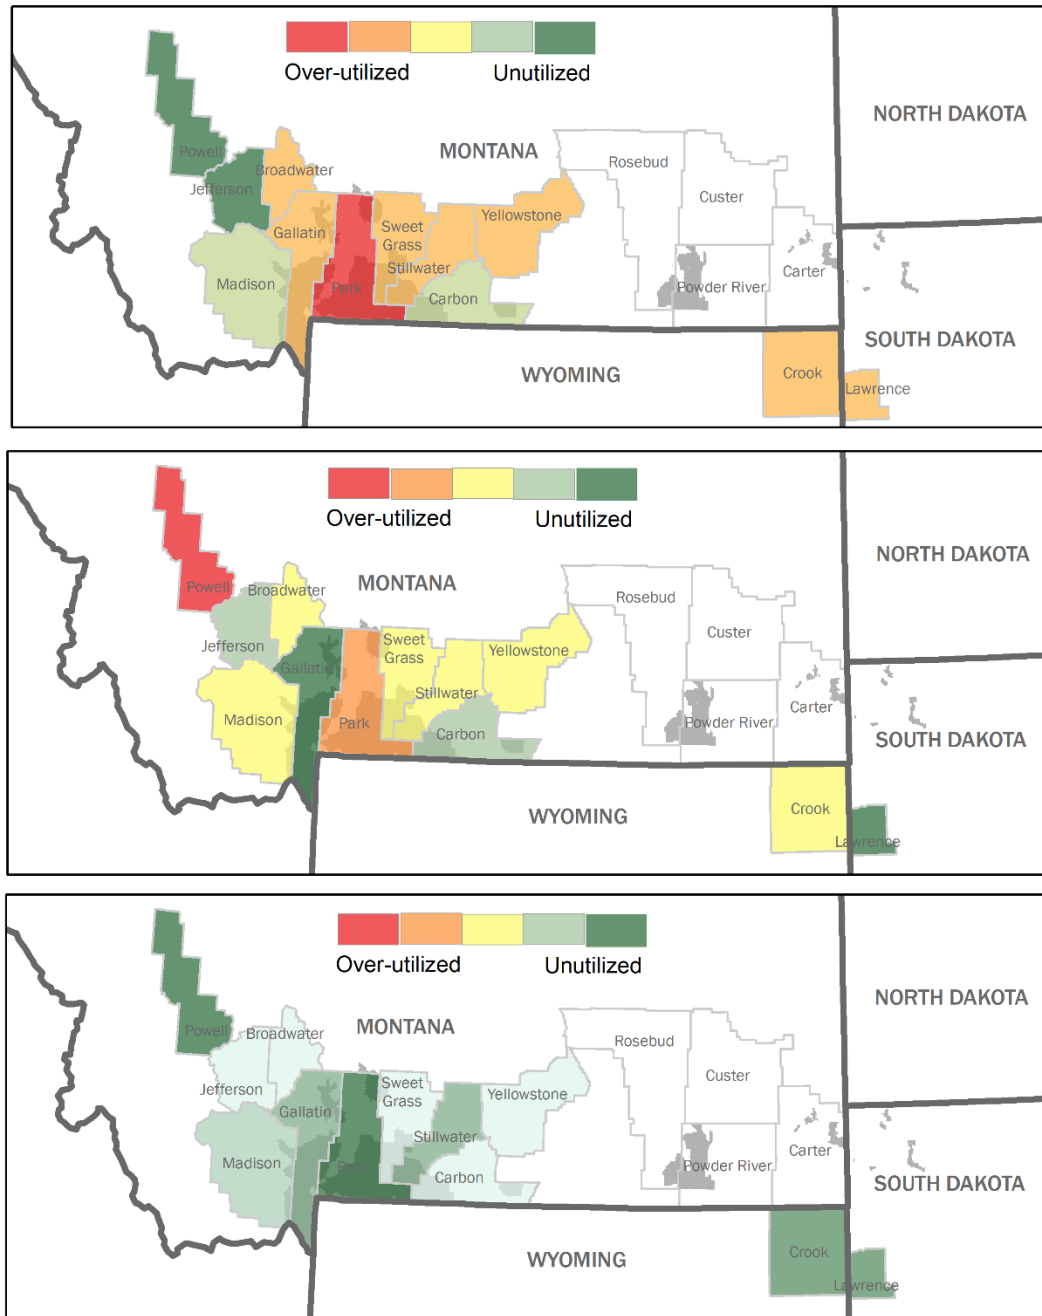 Over-utilized Unutilized
NORTH DAKOTA
MONTANA
Powell
Jefferson
Broadwater
Rosebud
Custer
Gallatin
Sweet
Grass
Yellowstone
Madison
Park
Stillwater
Carbon
Powder River
Carter
SOUTH DAKOTA
WYOMING
Crook
Lawrence
Over-utilized Unutilized
NORTH DAKOTA
MONTANA
Powell
Broadwater
Rosebud
Jefferson
Sweet
Grass
Yellowstone
Custer
Gallatin
Stillwater
Madison
Park
Carbon
Powder River
Carter
SOUTH DAKOTA
WYOMING
Crook
Lawrence
Over-utilized Unutilized
NORTH DAKOTA
MONTANA
Powell
Broadwater
Rosebud
Jefferson
Sweet
Grass
Yellowstone
Custer
Gallatin
Stillwater
Madison
Park
Carbon
Powder River
Carter
SOUTH DAKOTA
WYOMING
Crook
Lawrence